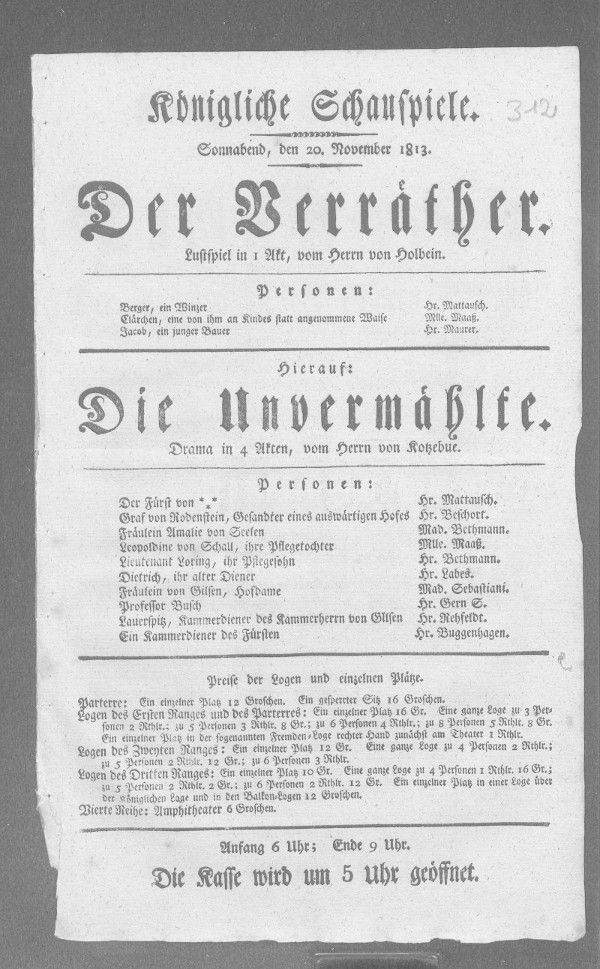 312
Königliche Schauspiele.
Sonnabend, den 20. November 1813.
Der Verräther.
Lustspiel in 1 Akt, vom Herrn von Holbein.
Personen:
Berger, ein Winzer Hr. Mattausch.
Clärchen, eine von ihm an Kindes statt angenommene Waise Mlle. Maaß.
Jacob, ein junger Bauer Hr. Maurer.
Hierauf:
Die Unvermählte.
Drama in 4 Akten, vom Herrn von Kotzebue.
Personen:
Der Fürst von *.* Hr. Mattausch.
Graf von Rodenstein, Gesandter eines auswärtigen Hofes Hr. Beschort.
Fräulein Amalie von Seelen Mad. Bethmann.
Leopoldine von Schall, ihre Pflegetochter Mlle. Maaß.
Lieutenant Loring, ihr Pflegesohn Hr. Bethmann.
Dietrich, ihr alter Diener Hr. Labes.
Fräulein von Gilsen, Hofdame Mad. Sebastiani.
Professor Busch Hr. Gern S.
Lauerspitz, Kammerdiener des Kammerherrn von Gilsen Hr. Rehfeldt.
Ein Kammerdiener des Fürsten Hr. Buggenhagen.
Preise der Logen und einzelnen Plätze.
Parterre: Ein einzelner Platz 12 Groschen. Ein gesperrter Sitz 16 Groschen.
Logen des Ersten Ranges und des Parterres: Ein einzelner Platz 16 Gr. Eine ganze Loge zu 3 Per-
sonen 2 Rthlr.; zu 5 Personen 3 Rthlr. 8 Gr.; zu 6 Personen 4 Rthlr.; zu 8 Personen 5 Rthlr. 8 Gr.
Ein einzelner Platz in der sogenannten Fremden-Loge rechter Hand zunächst am Theater 1 Rthlr.
Logen des Zweyten Ranges: Ein einzelner Platz 12 Gr. Eine ganze Loge zu 4 Personen 2 Rthlr.;
zu 5 Personen 2 Rthlr. 12 Gr.; zu 6 Personen 3 Rthlr.
Logen des Dritten Ranges: Ein einzelner Platz 10 Gr. Eine ganze Loge zu 4 Personen 1 Rthlr. 16 Gr.;
zu 5 Personen 2 Rthlr. 2 Gr.; zu 6 Personen 2 Rthlr. 12 Gr. Ein einzelner Platz in einer Loge über
der Königlichen Loge und in den Balkon-Logen 12 Groschen.
Vierte Reihe: Amphitheater 6 Groschen.
Anfang 6 Uhr; Ende 9 Uhr.
Die Kasse wird um 5 Uhr geöffnet.